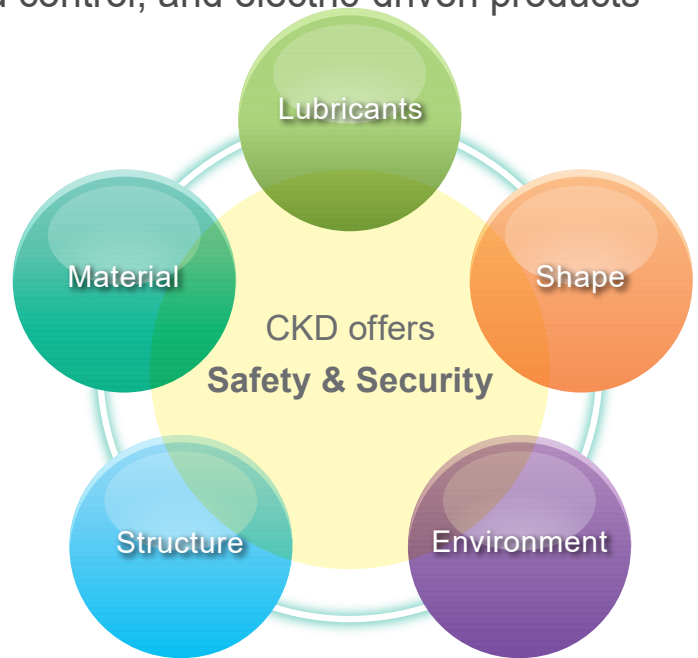 control, and electric-driven products
Lubricants
Material
Shape
CKD offers
Safety & Security
Structure
Environment